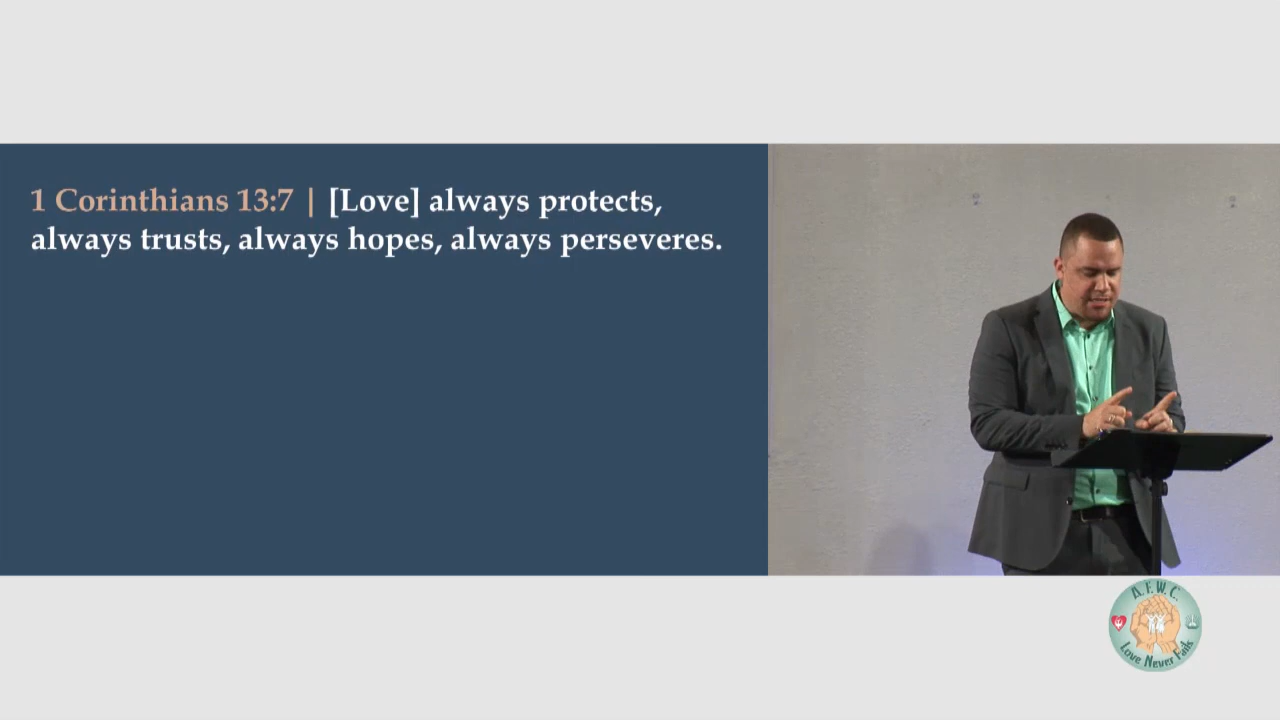 1 Corinthians 13:7 | [Love] always protects,
always trusts, always hopes, always perseveres.
A.F.W.C.
Love Never Fails